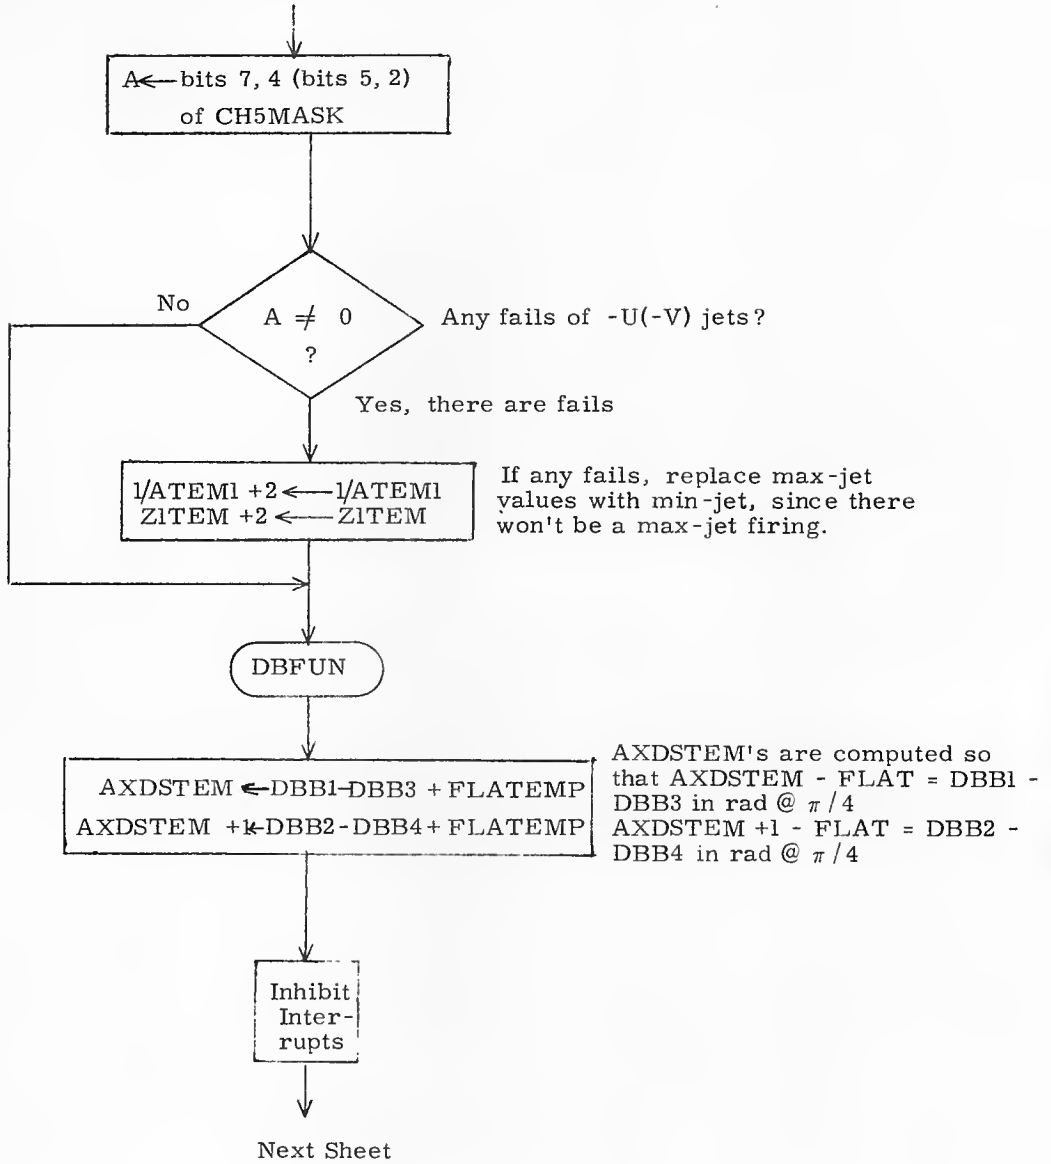 A←bits 7, 4 (bits 5, 2)
of CH5MASK
No
A ≠ 0
?
Any fails of -U(-V) jets?
Yes, there are fails
1/ATEM1 +2 ← 1/ATEM1
Z1TEM +2 ← Z1TEM
If any fails, replace max-jet
values with min-jet, since there
won't be a max-jet firing.
DBFUN
AXDSTEM ←DBB1-DBB3 + FLATEMP
AXDSTEM +1←DBB2-DBB4+ FLATEMP
AXDSTEM's are computed so
that AXDSTEM - FLAT = DBB1 -
DBB3 in rad @ π/4
AXDSTEM +1 - FLAT = DBB2 -
DBB4 in rad @ π/4
Inhibit
Inter-
rupts
Next Sheet